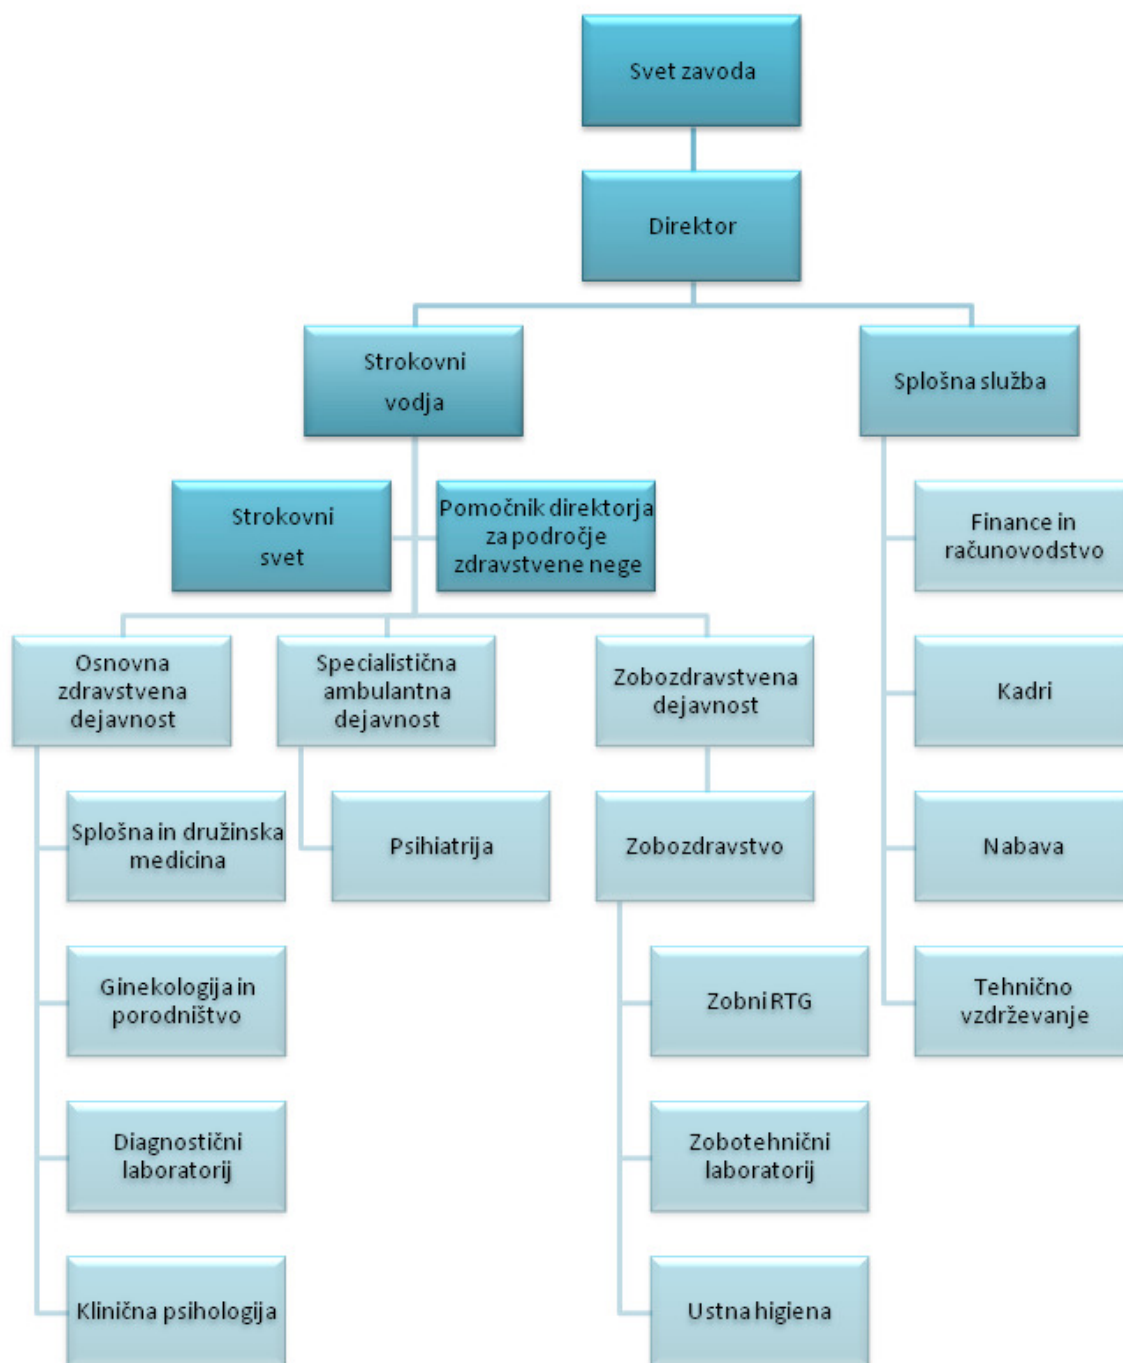 Svet zavoda
Direktor
Strokovni
vodja
Splošna služba
Strokovni
svet
Pomočnik direktorja
za področje
zdravstvene nege
Finance in
računovodstvo
Osnovna
zdravstvena
dejavnost
Specialistična
ambulantna
dejavnost
Zobozdravstvena
dejavnost
Kadri
Splošna in družinska
medicina
Psihiatrija
Zobozdravstvo
Nabava
Ginekologija in
porodništvo
Zobni RTG
Tehnično
vzdrževanje
Diagnostični
laboratorij
Zobotehnični
laboratorij
Klinična psihologija
Ustna higiena